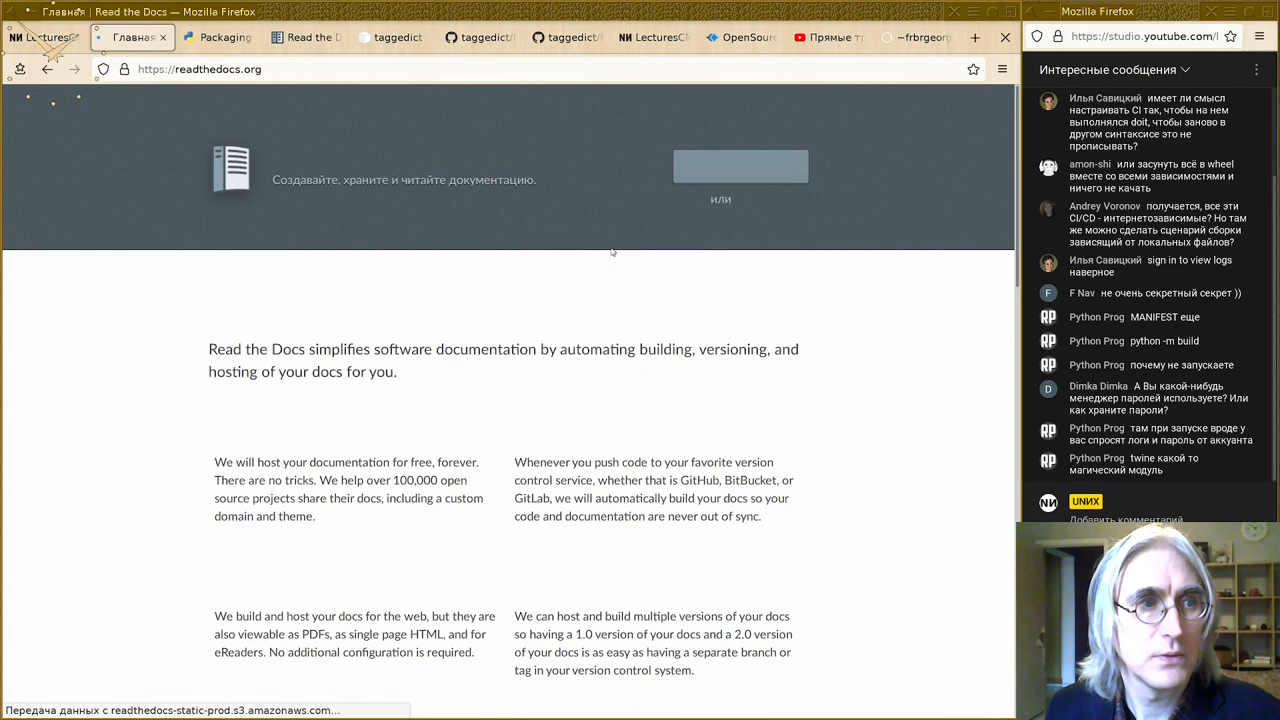 Главная | Read the Docs — Mozilla Firefox
Mozilla Firefox
Главная
Packaging
Read the D
taggedict
taggedict/
taggedict/
LecturesCM
OpenSour
Прямые т
~frbrgeor
https://readthedocs.org
https://studio.youtube.com/l
Создавайте, храните и читайте документацию.
или
Read the Docs simplifies software documentation by automating building, versioning, and
hosting of your docs for you.
We will host your documentation for free, forever.
There are no tricks. We help over 100,000 open
source projects share their docs, including a custom
domain and theme.
Whenever you push code to your favorite version
control service, whether that is GitHub, BitBucket, or
GitLab, we will automatically build your docs so your
code and documentation are never out of sync.
We build and host your docs for the web, but they are
also viewable as PDFs, as single page HTML, and for
eReaders. No additional configuration is required.
We can host and build multiple versions of your docs
so having a 1.0 version of your docs and a 2.0 version
of your docs is as easy as having a separate branch or
tag in your version control system.
Передача данных с readthedocs-static-prod.s3.amazonaws.com…
Интересные сообщения
Илья Савицкий имеет ли смысл
настраивать CI так, чтобы на нем
выполнялся doit, чтобы заново в
другом синтаксисе это не
прописывать?
amon-shi или засунуть всё в wheel
вместе со всеми зависимостями и
ничего не качать
Andrey Voronov получается, все эти
CI/CD - интернетозависимые? Но там
же можно сделать сценарий сборки
зависящий от локальных файлов?
Илья Савицкий sign in to view logs
наверное
F
F Nav не очень секретный секрет ))
Python Prog MANIFEST еще
Python Prog python -m build
Python Prog почему не запускаете
D
Dimka Dimka А Вы какой-нибудь
менеджер паролей используете? Или
как храните пароли?
Python Prog там при запуске вроде у
вас спросят логи и пароль от аккуанта
Python Prog twine какой то
магический модуль
UNИX
Добавить комментарий